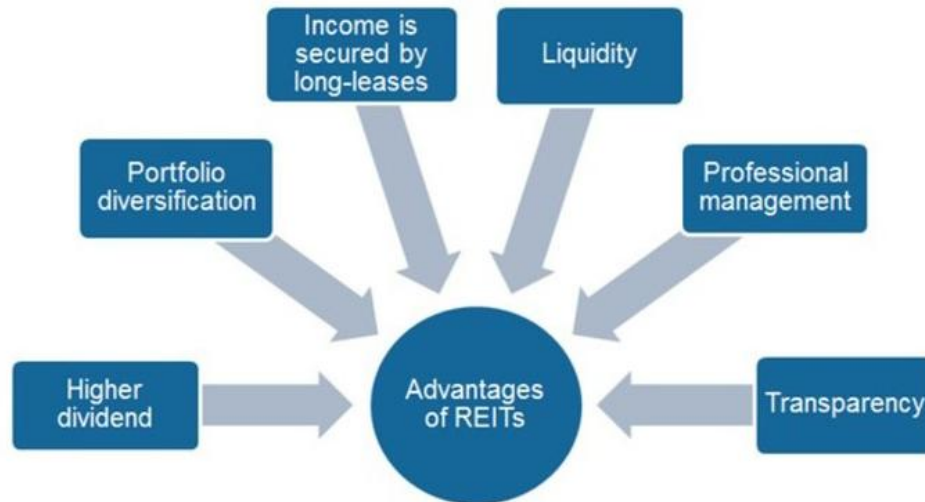 Income is
secured by
long-leases
Liquidity
Portfolio
diversification
Professional
management
Higher
dividend
Advantages
of REITs
Transparency